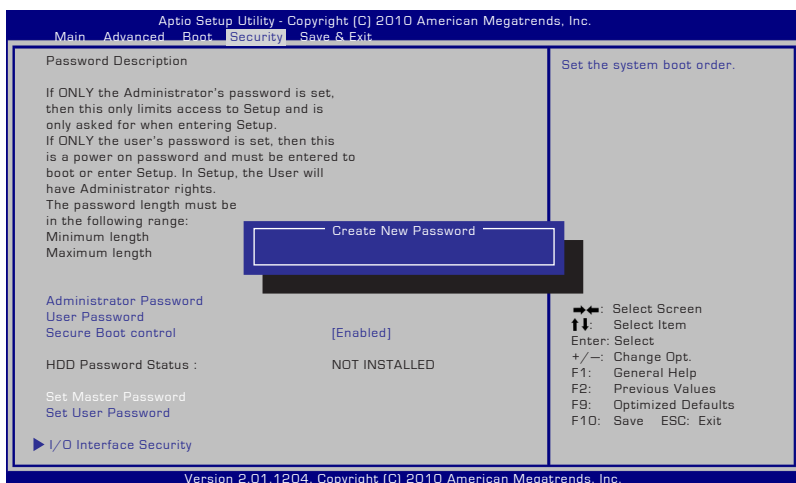 Aptio Setup Utility - Copyright (C) 2010 American Megatrends, Inc.
Main Advanced Boot Security Save & Exit
Password Description
If ONLY the Administrator's password is set,
then this only limits access to Setup and is
only asked for when entering Setup.
If ONLY the user's password is set, then this
is a power on password and must be entered to
boot or enter Setup. In Setup, the User will
have Administrator rights.
The password length must be
in the following range:
Minimum length
Maximum length
Create New Password
Administrator Password
User Password
Secure Boot control [Enabled]
HDD Password Status : NOT INSTALLED
Set Master Password
Set User Password
I/O Interface Security
Set the system boot order.
→←: Select Screen
↑↓: Select Item
Enter: Select
+/—: Change Opt.
F1: General Help
F2: Previous Values
F9: Optimized Defaults
F10: Save ESC: Exit
Version 2.01.1204. Copyright (C) 2010 American Megatrends, Inc.